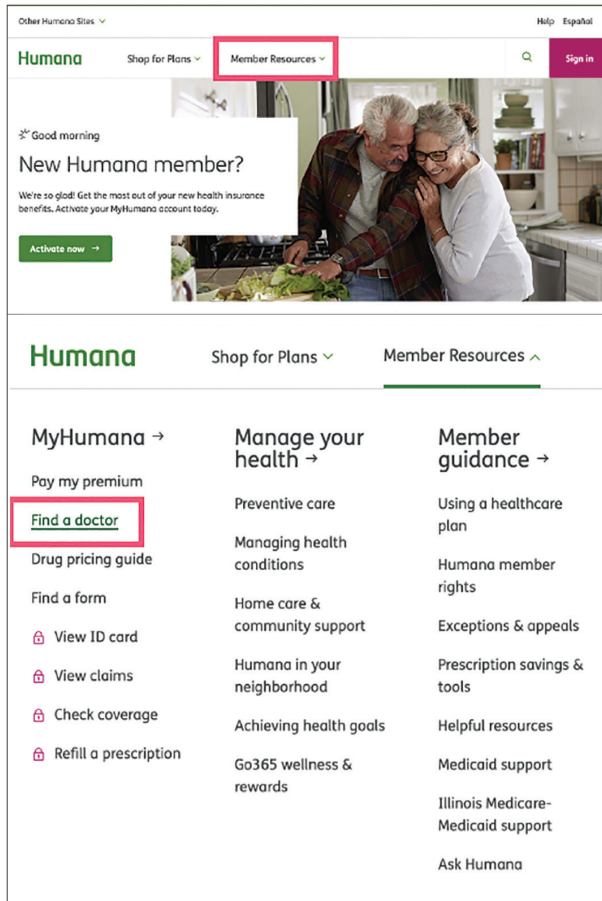 Other Humana Sites
Help Español
Humana
Shop for Plans
Member Resources
Sign in
Good morning
New Humana member?
We're so glad! Get the most out of your new health insurance
benefits. Activate your MyHumana account today.
Activate now →
Humana
Shop for Plans
Member Resources
MyHumana →
Pay my premium
Find a doctor
Drug pricing guide
Find a form
View ID card
View claims
Check coverage
Refill a prescription
Manage your
health →
Preventive care
Managing health
conditions
Home care &
community support
Humana in your
neighborhood
Achieving health goals
Go365 wellness &
rewards
Member
guidance →
Using a healthcare
plan
Humana member
rights
Exceptions & appeals
Prescription savings &
tools
Helpful resources
Medicaid support
Illinois Medicare-
Medicaid support
Ask Humana